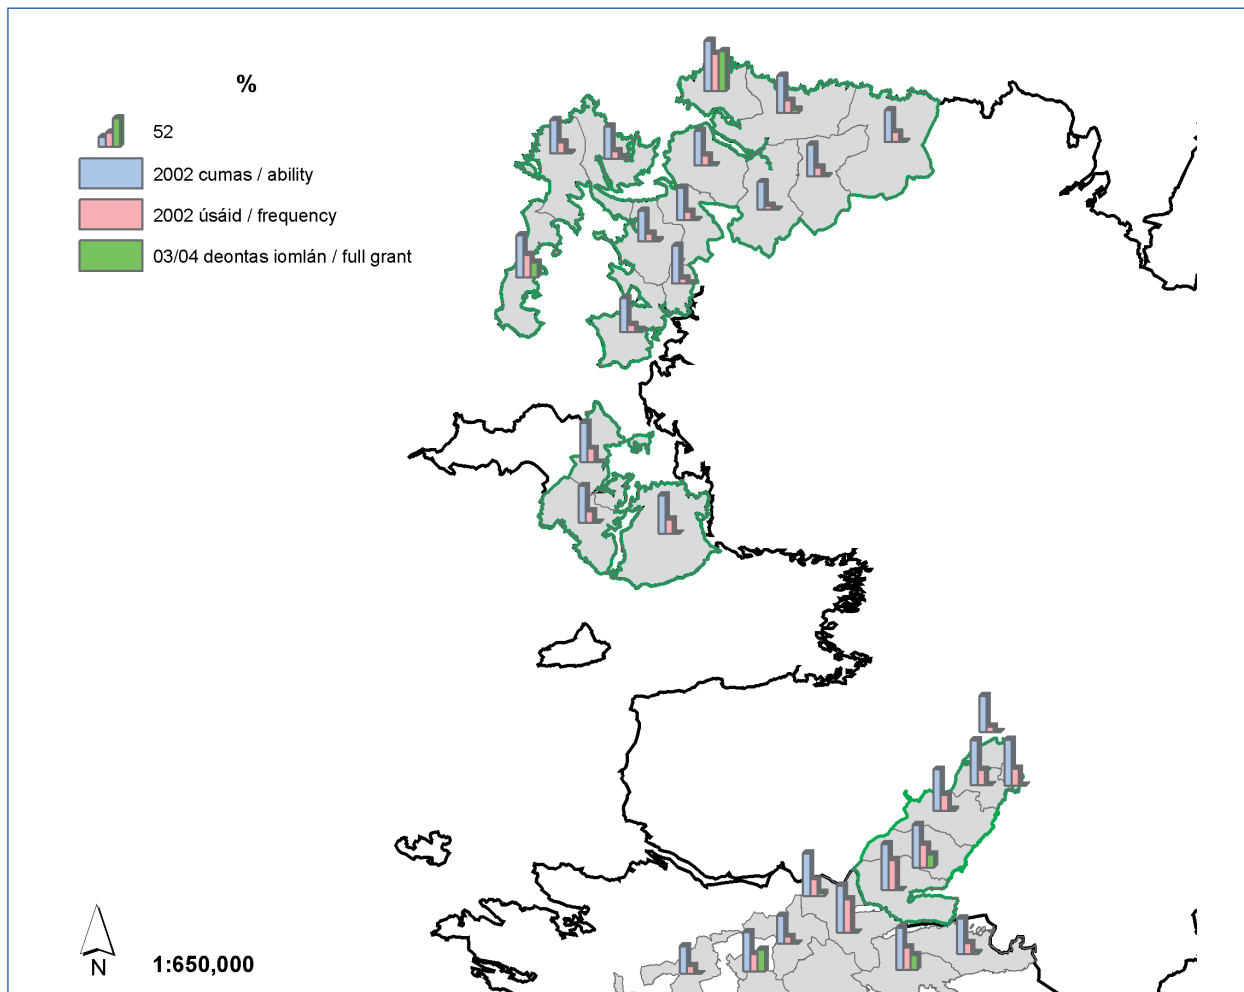 %
52
2002 cumas / ability
2002 úsáid / frequency
03/04 deontas iomlán / full grant
N
1:650,000